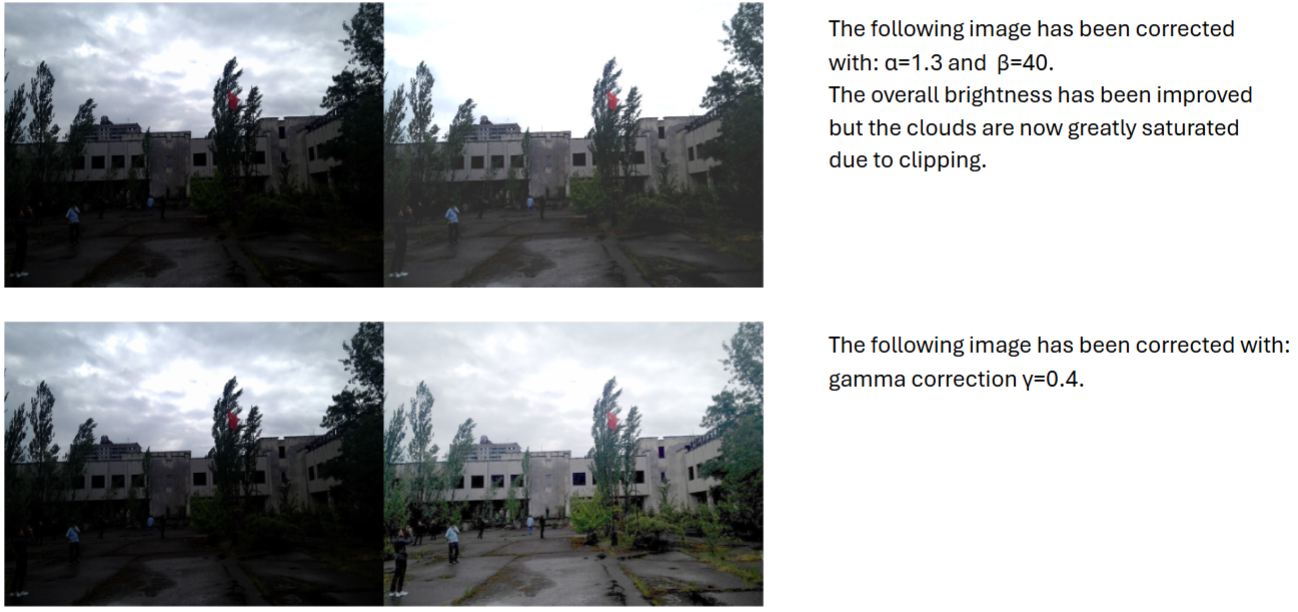 The following image has been corrected
with: α=1.3 and β=40.
The overall brightness has been improved
but the clouds are now greatly saturated
due to clipping.
The following image has been corrected with:
gamma correction γ=0.4.